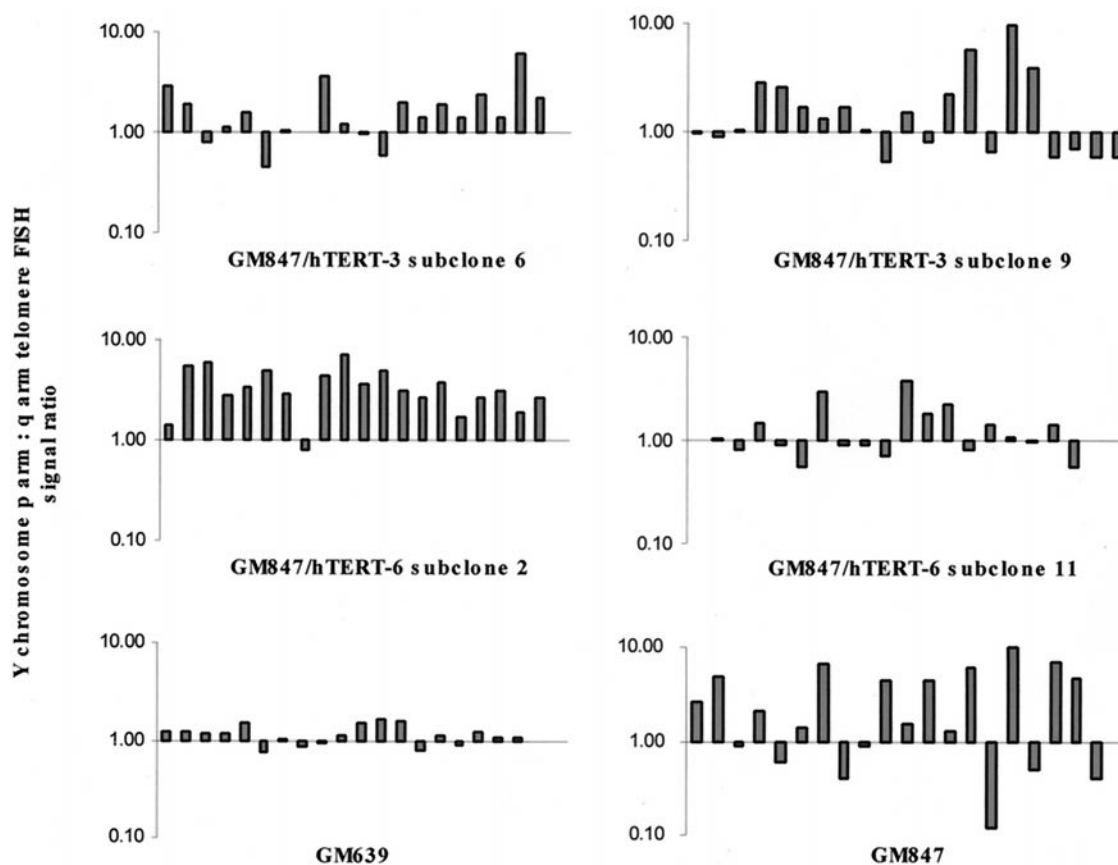 Y chromosome p arm : q arm telomere FISH
signal ratio
10.00
1.00
0.10
GM847/hTERT-3 subclone 6
10.00
1.00
0.10
GM847/hTERT-3 subclone 9
10.00
1.00
0.10
GM847/hTERT-6 subclone 2
10.00
1.00
0.10
GM847/hTERT-6 subclone 11
10.00
1.00
0.10
GM639
10.00
1.00
0.10
GM847